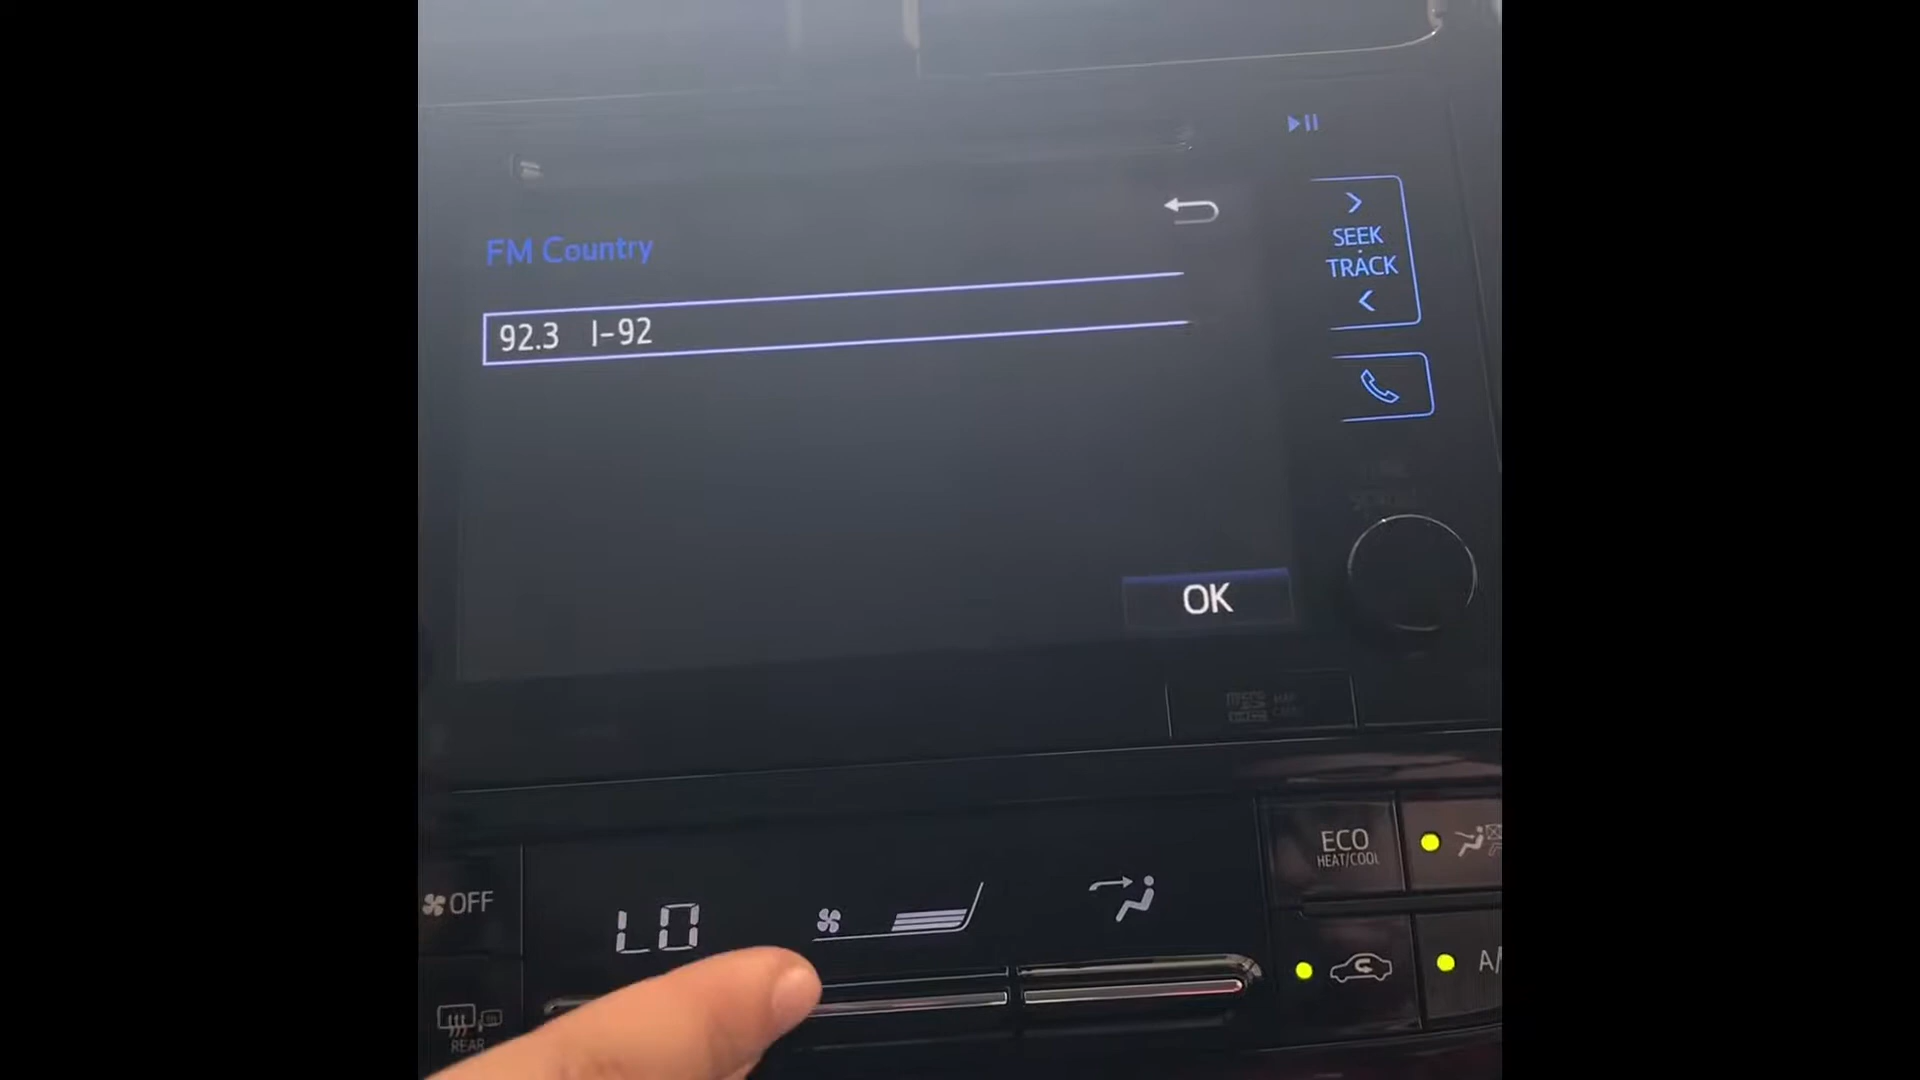 FM Country
92.3 I-92
OK
>
SEEK
TRACK
<
ECO
HEAT/COOL
OFF
LO
A/
REAR